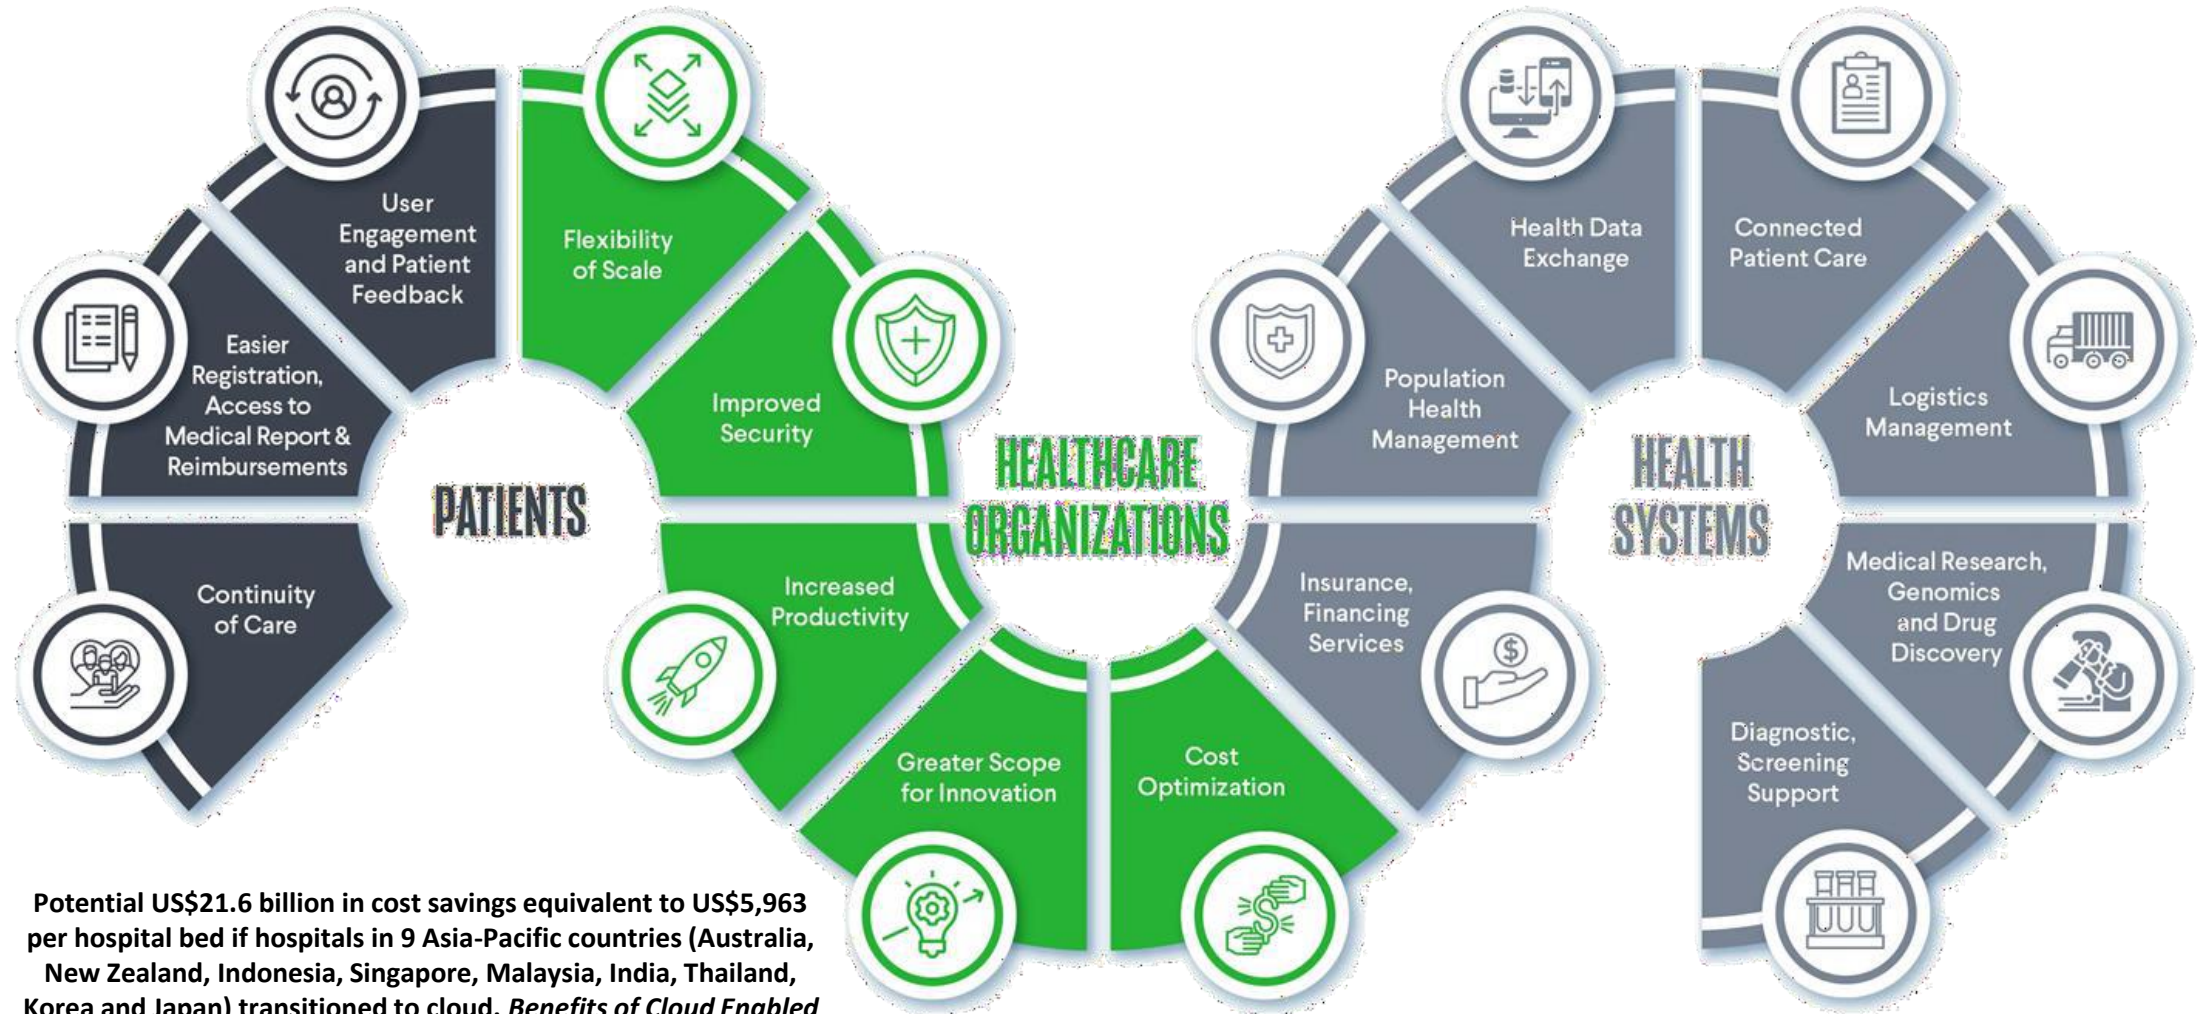 User
Engagement
and Patient
Feedback
Easier
Registration,
Access to
Medical Report &
Reimbursements
Continuity
of Care
PATIENTS
Flexibility
of Scale
Improved
Security
Increased
Productivity
Greater Scope
for Innovation
Cost
Optimization
HEALTHCARE
ORGANIZATIONS
Insurance,
Financing
Services
$
Population
Health
Management
Health Data
Exchange
Connected
Patient Care
Logistics
Management
Medical Research,
Genomics
and Drug
Discovery
Diagnostic,
Screening
Support
HEALTH
SYSTEMS
Potential US$21.6 billion in cost savings equivalent to US$5,963
per hospital bed if hospitals in 9 Asia-Pacific countries (Australia,
New Zealand, Indonesia, Singapore, Malaysia, India, Thailand,
Korea and Japan) transitioned to cloud. Benefits of Cloud Enabled